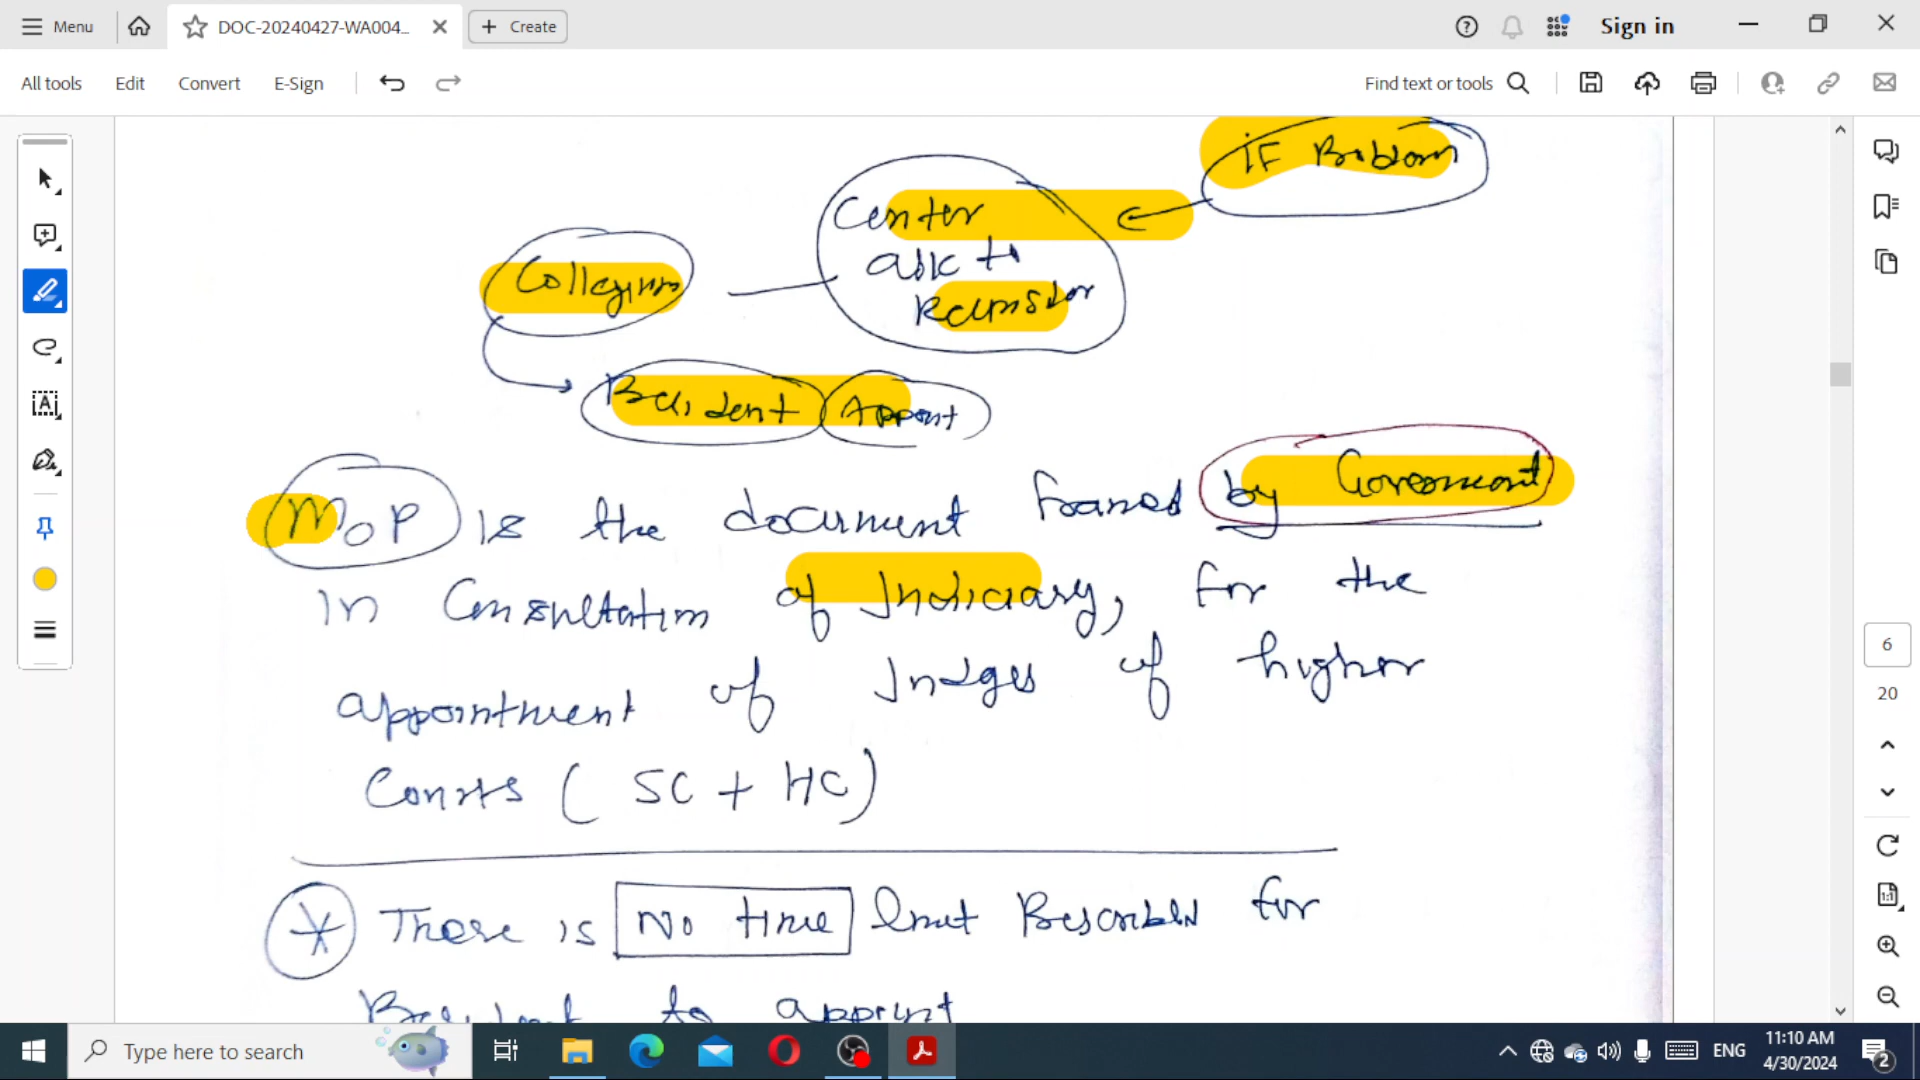 Menu
DOC-20240427-WA004...
Create
Sign in
All tools
Edit
Convert
E-Sign
Find text or tools
IF Problem
Center
ask to
Collegium
President Appoint
MOP is the document framed by Government
in Consultation of Judiciary, for the
appointment of Judges of higher
Courts ( SC + HC )
* There is No time limit Prescribed for
President to appoint
6
20
Type here to search
ENG
11:10 AM
4/30/2024
2